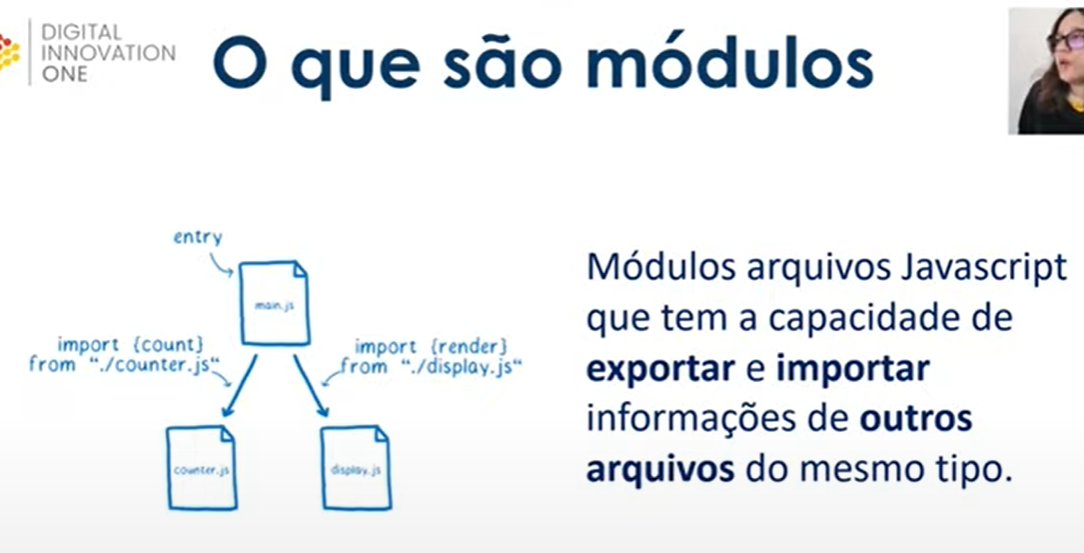 DIGITAL
INNOVATION
ONE
O que são módulos
entry
main.js
import {count}
from "./counter.js"
import {render}
from "./display.js"
counter.js
display.js
Módulos arquivos Javascript
que tem a capacidade de
exportar e importar
informações de outros
arquivos do mesmo tipo.